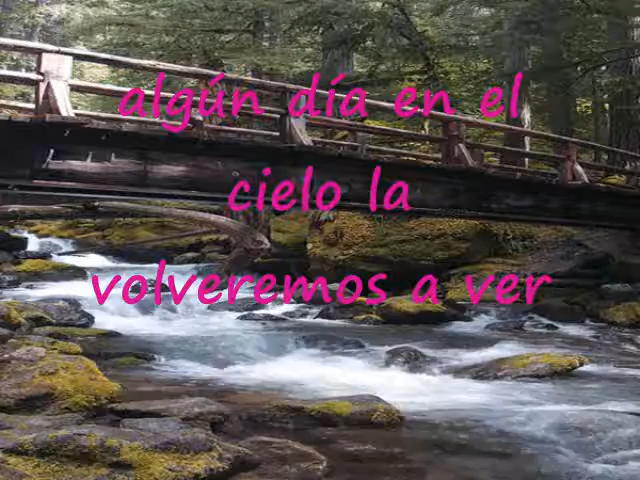 algún día en el
cielo la
volveremos a ver